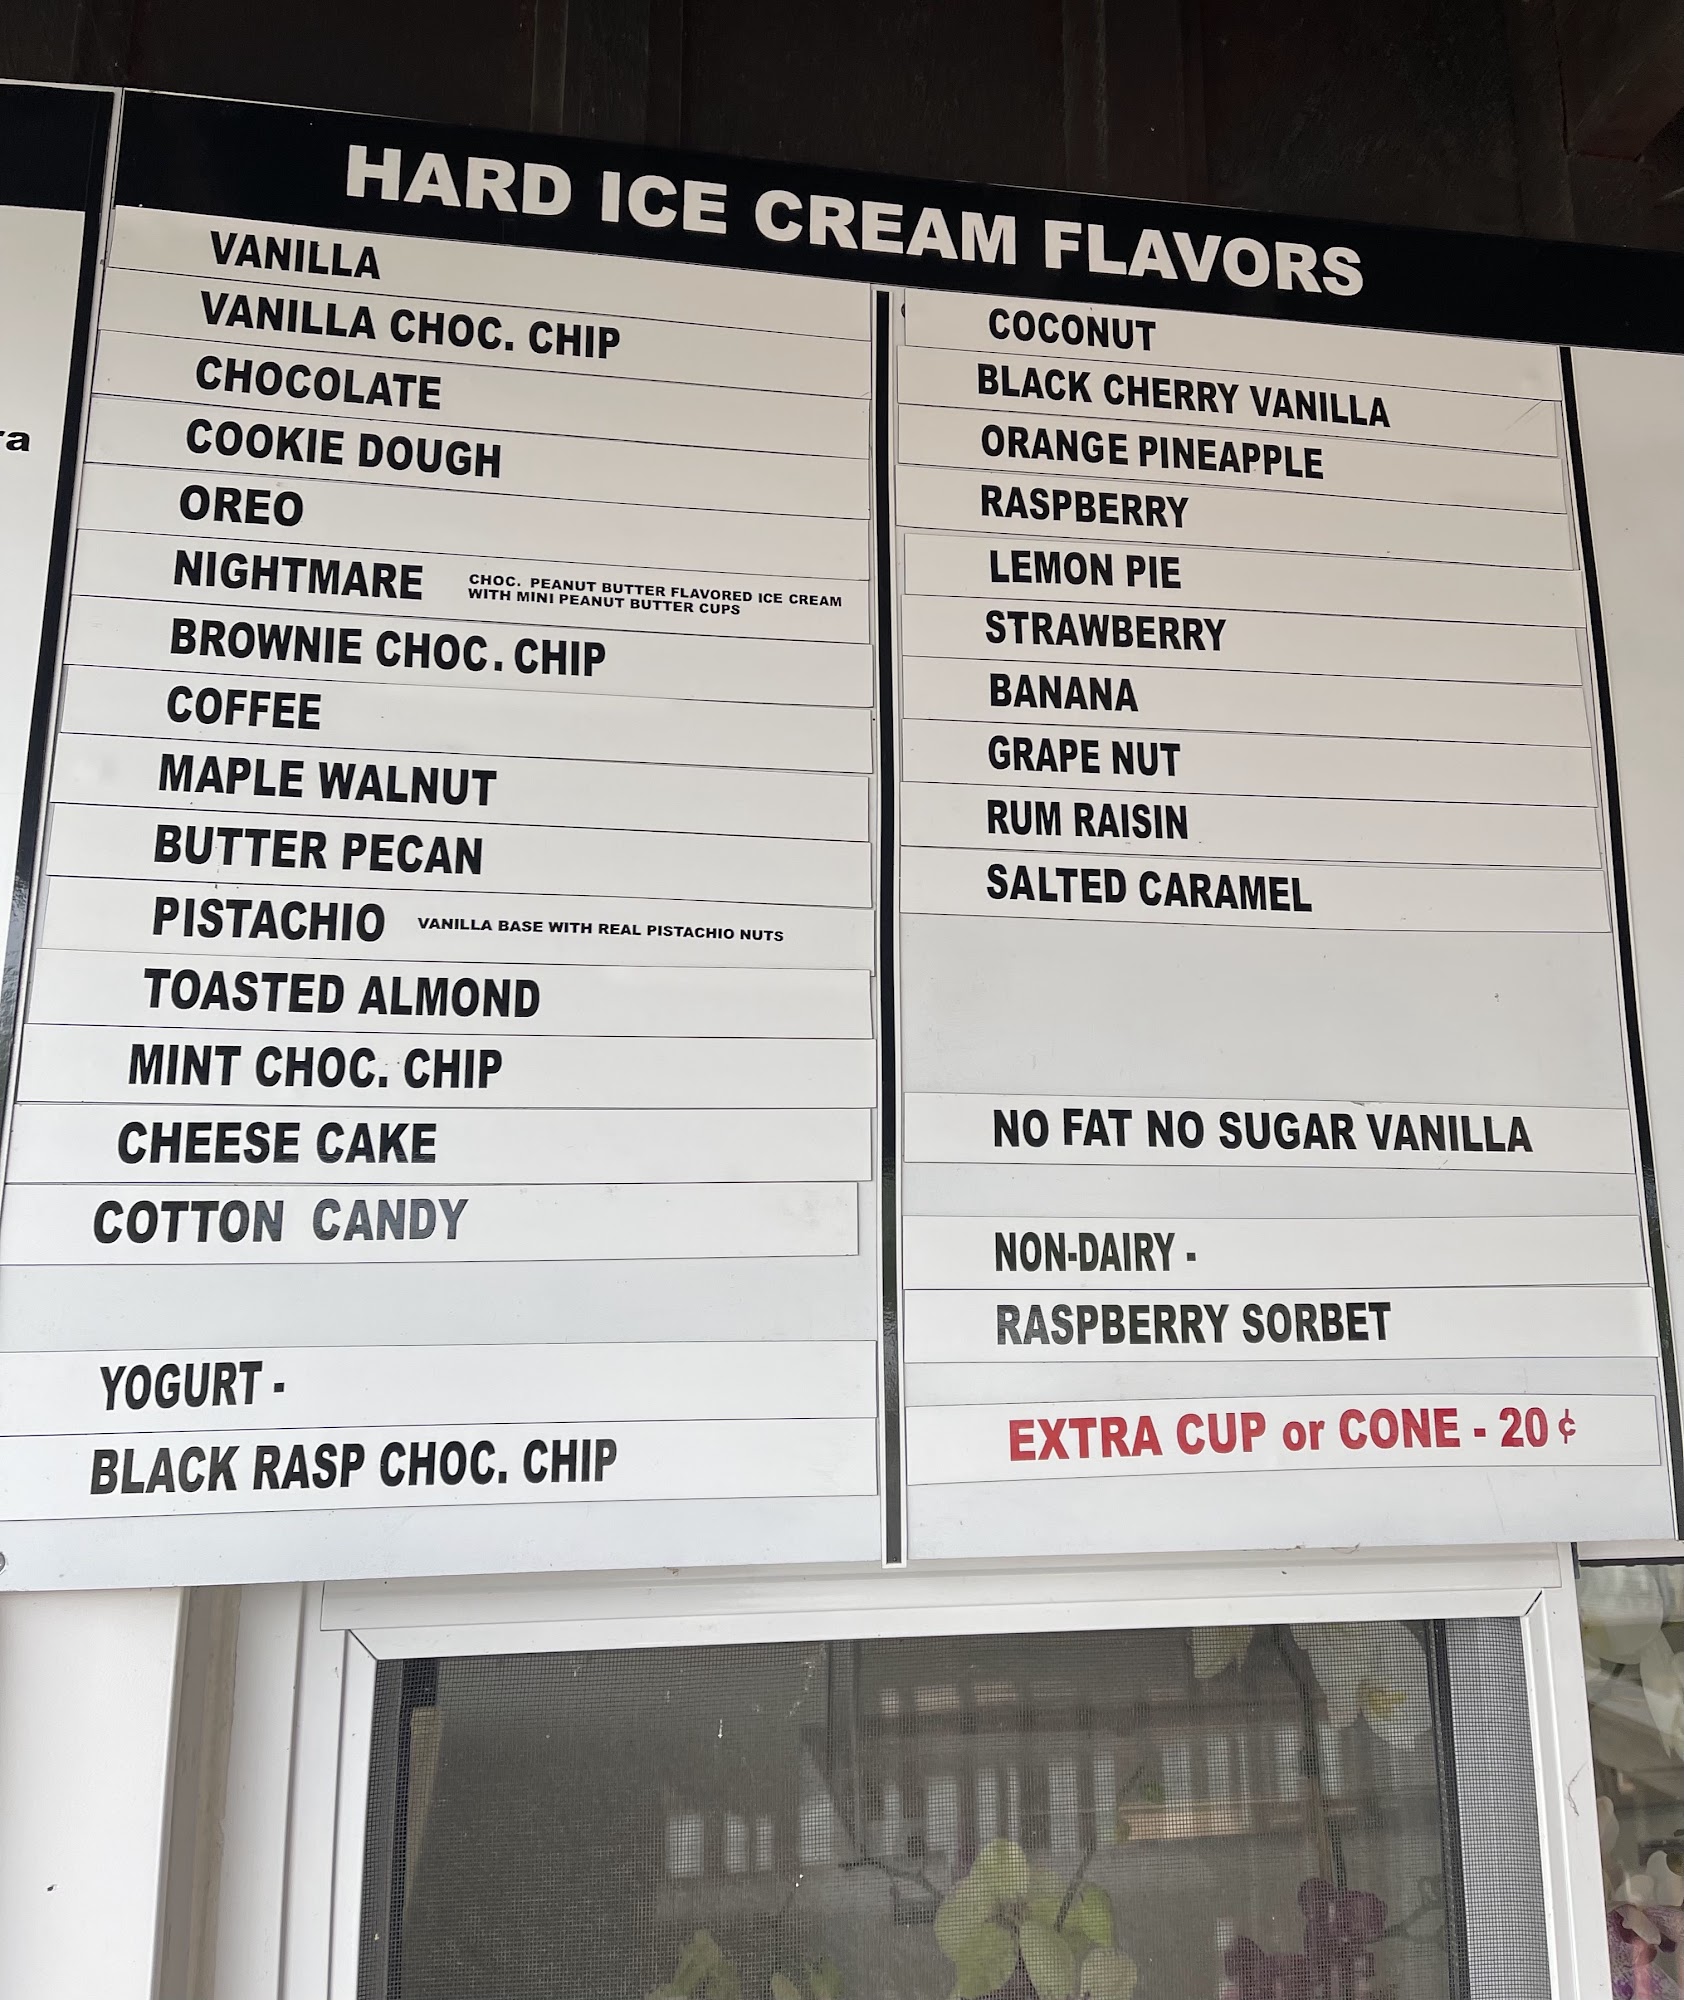 HARD ICE CREAM FLAVORS
VANILLA
VANILLA CHOC. CHIP
CHOCOLATE
COOKIE DOUGH
OREO
NIGHTMARE CHOC. PEANUT BUTTER FLAVORED ICE CREAM
WITH MINI PEANUT BUTTER CUPS
BROWNIE CHOC. CHIP
COFFEE
MAPLE WALNUT
BUTTER PECAN
PISTACHIO VANILLA BASE WITH REAL PISTACHIO NUTS
TOASTED ALMOND
MINT CHOC. CHIP
CHEESE CAKE
COTTON CANDY
YOGURT -
BLACK RASP CHOC. CHIP
COCONUT
BLACK CHERRY VANILLA
ORANGE PINEAPPLE
RASPBERRY
LEMON PIE
STRAWBERRY
BANANA
GRAPE NUT
RUM RAISIN
SALTED CARAMEL
NO FAT NO SUGAR VANILLA
NON-DAIRY -
RASPBERRY SORBET
EXTRA CUP or CONE - 20 ¢